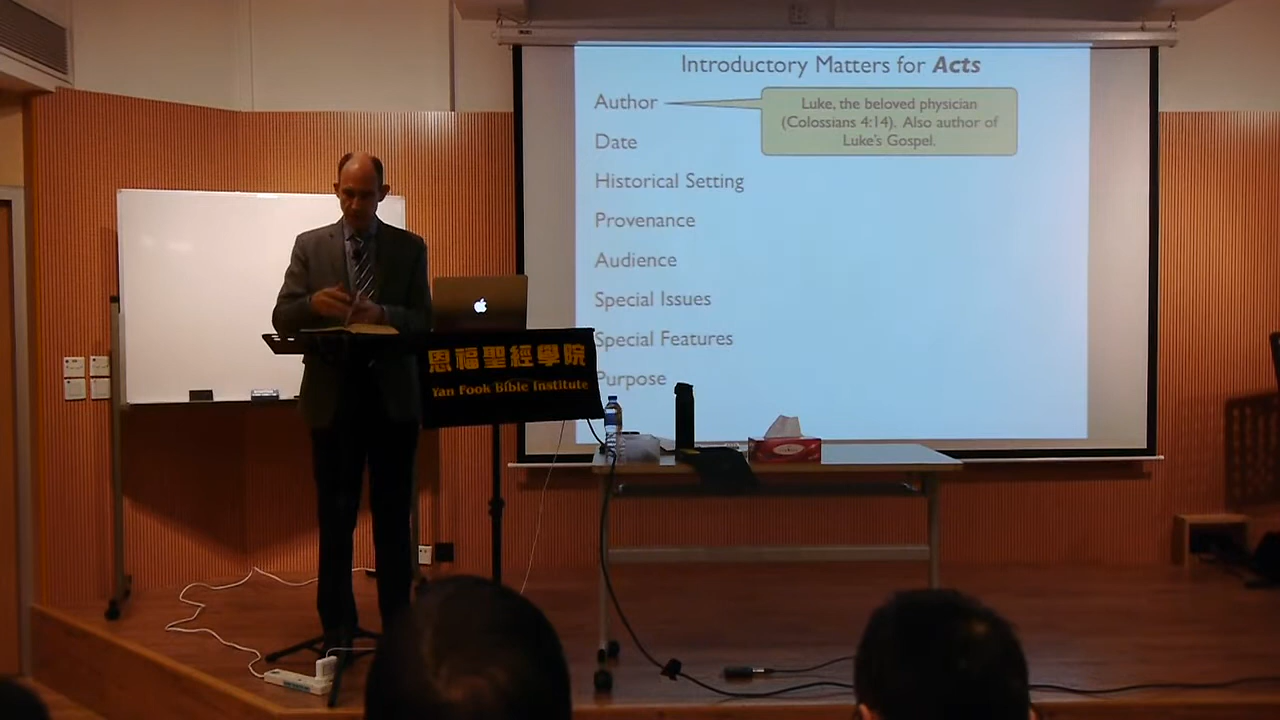 Introductory Matters for Acts
Author
Luke, the beloved physician
(Colossians 4:14). Also author of
Luke's Gospel.
Date
Historical Setting
Provenance
Audience
Special Issues
Special Features
Purpose
恩福聖經學院
Yan Fook Bible Institute